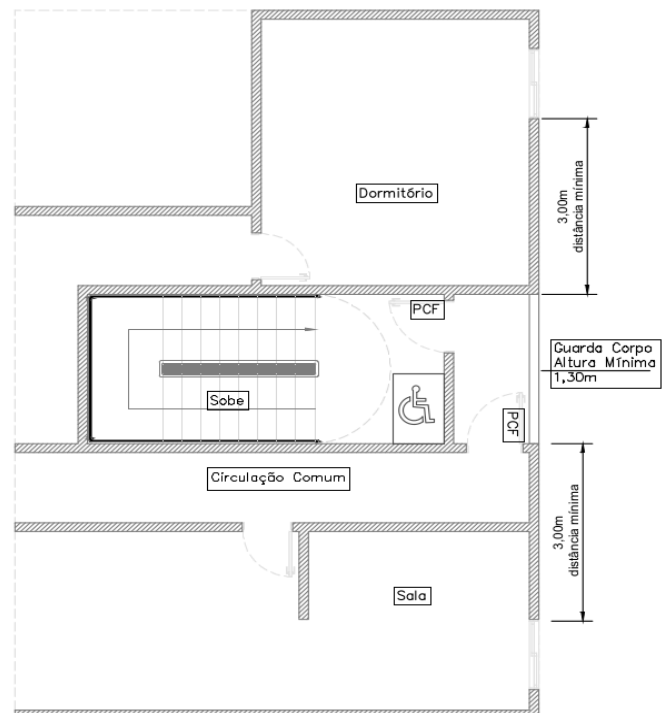 Dormitório
3,00m
distância mínima
PCF
Guarda Corpo
Altura Mínima
1,30m
Sobe
PCF
Circulação Comum
3,00m
distância mínima
Sala